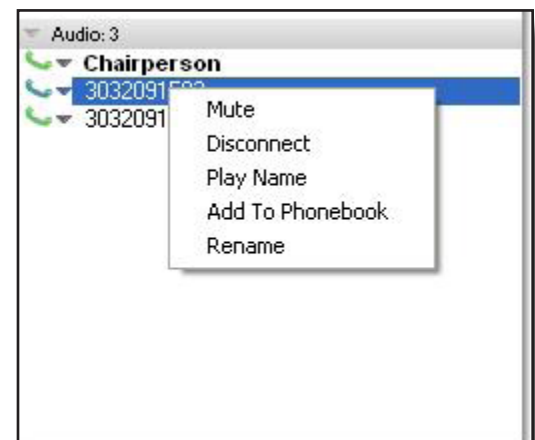 Audio: 3
Chairperson
3032091
3032091
Mute
Disconnect
Play Name
Add To Phonebook
Rename